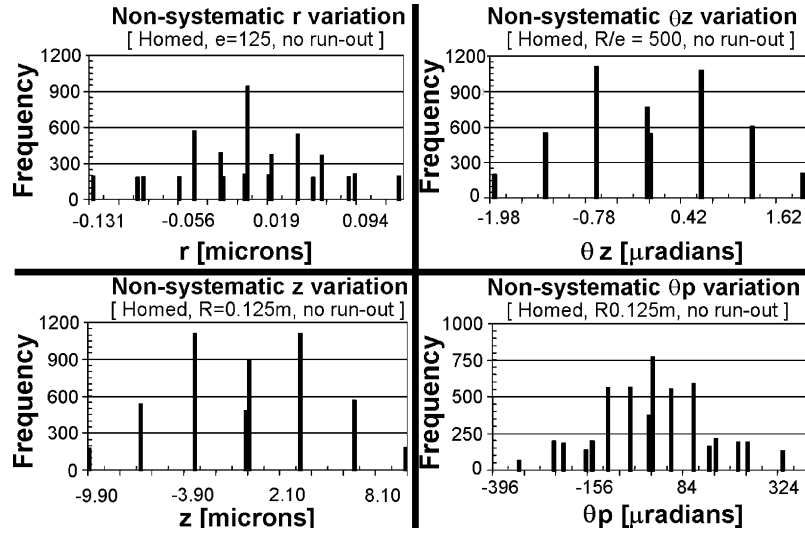 Non-systematic r variation
[ Homed, e=125, no run-out ]
Frequency
1200
900
600
300
0
-0.131 -0.056 0.019 0.094
r [microns]
Non-systematic θz variation
[ Homed, R/e = 500, no run-out ]
Frequency
1200
900
600
300
0
-1.98 -0.78 0.42 1.62
θ z [μradians]
Non-systematic z variation
[ Homed, R=0.125m, no run-out ]
Frequency
1200
900
600
300
0
-9.90 -3.90 2.10 8.10
z [microns]
Non-systematic θp variation
[ Homed, R0.125m, no run-out ]
Frequency
1000
750
500
250
0
-396 -156 84 324
θp [μradians]